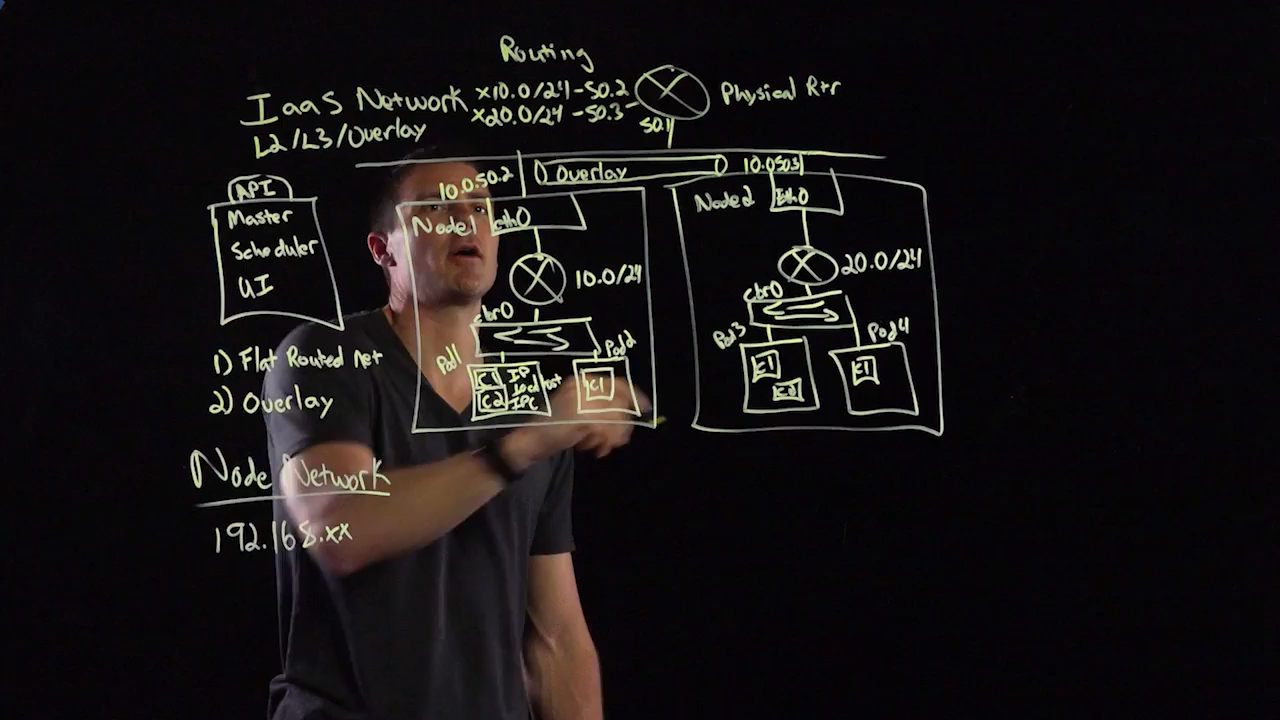 Routing
IaaS Network
x10.0/24-50.2
x20.0/24-50.3
L2/L3/Overlay
Physical Rtr
50.1
10.0.50.2
Overlay
10.0.50.3
API
Master
Scheduler
UI
Node1
eth0
10.0/24
cbr0
Pod1
C1
C2
IP
IPC
Pod2
C1
Node2
Eth0
20.0/24
cbr0
Pod3
C1
C2
Pod4
C1
1) Flat Routed net
2) Overlay
Node Network
192.168.xx